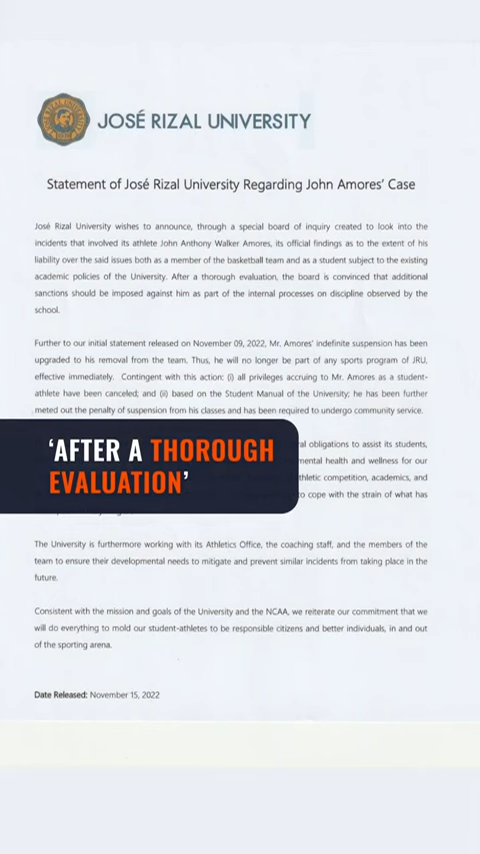 JOSÉ RIZAL UNIVERSITY
Statement of José Rizal University Regarding John Amores' Case
José Rizal University wishes to announce, through a special board of inquiry created to look into the
incidents that involved its athlete John Anthony Walker Amores, its official findings as to the extent of his
liability over the said issues both as a member of the basketball team and as a student subject to the existing
academic policies of the University. After a thorough evaluation, the board is convinced that additional
sanctions should be imposed against him as part of the internal processes on discipline observed by the
school.
Further to our initial statement released on November 09, 2022, Mr. Amores' indefinite suspension has been
upgraded to his removal from the team. Thus, he will no longer be part of any sports program of JRU,
effective immediately. Contingent with this action: (i) all privileges accruing to Mr. Amores as a student-
athlete have been canceled; and (ii) based on the Student Manual of the University; he has been further
meted out the penalty of suspension from his classes and has been required to undergo community service.
obligations to assist its students,
mental health and wellness for our
athletic competition, academics, and
to cope with the strain of what has
'AFTER A THOROUGH
EVALUATION'
The University is furthermore working with its Athletics Office, the coaching staff, and the members of the
team to ensure their developmental needs to mitigate and prevent similar incidents from taking place in the
future.
Consistent with the mission and goals of the University and the NCAA, we reiterate our commitment that we
will do everything to mold our student-athletes to be responsible citizens and better individuals, in and out
of the sporting arena.
Date Released: November 15, 2022